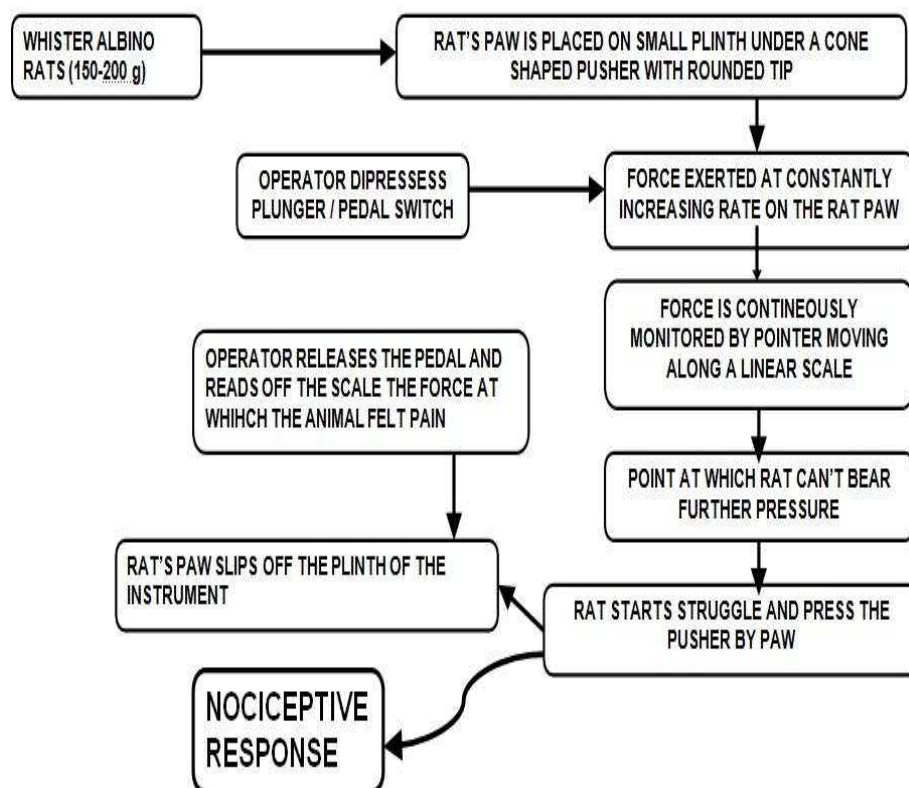 WHISTER ALBINO
RATS (150-200 g)
RAT'S PAW IS PLACED ON SMALL PLINTH UNDER A CONE
SHAPED PUSHER WITH ROUNDED TIP
OPERATOR DIPRESSESS
PLUNGER / PEDAL SWITCH
FORCE EXERTED AT CONSTANTLY
INCREASING RATE ON THE RAT PAW
FORCE IS CONTINEOUSLY
MONITORED BY POINTER MOVING
ALONG A LINEAR SCALE
OPERATOR RELEASES THE PEDAL AND
READS OFF THE SCALE THE FORCE AT
WHIHCH THE ANIMAL FELT PAIN
POINT AT WHICH RAT CAN'T BEAR
FURTHER PRESSURE
RAT'S PAW SLIPS OFF THE PLINTH OF THE
INSTRUMENT
RAT STARTS STRUGGLE AND PRESS THE
PUSHER BY PAW
NOCICEPTIVE
RESPONSE